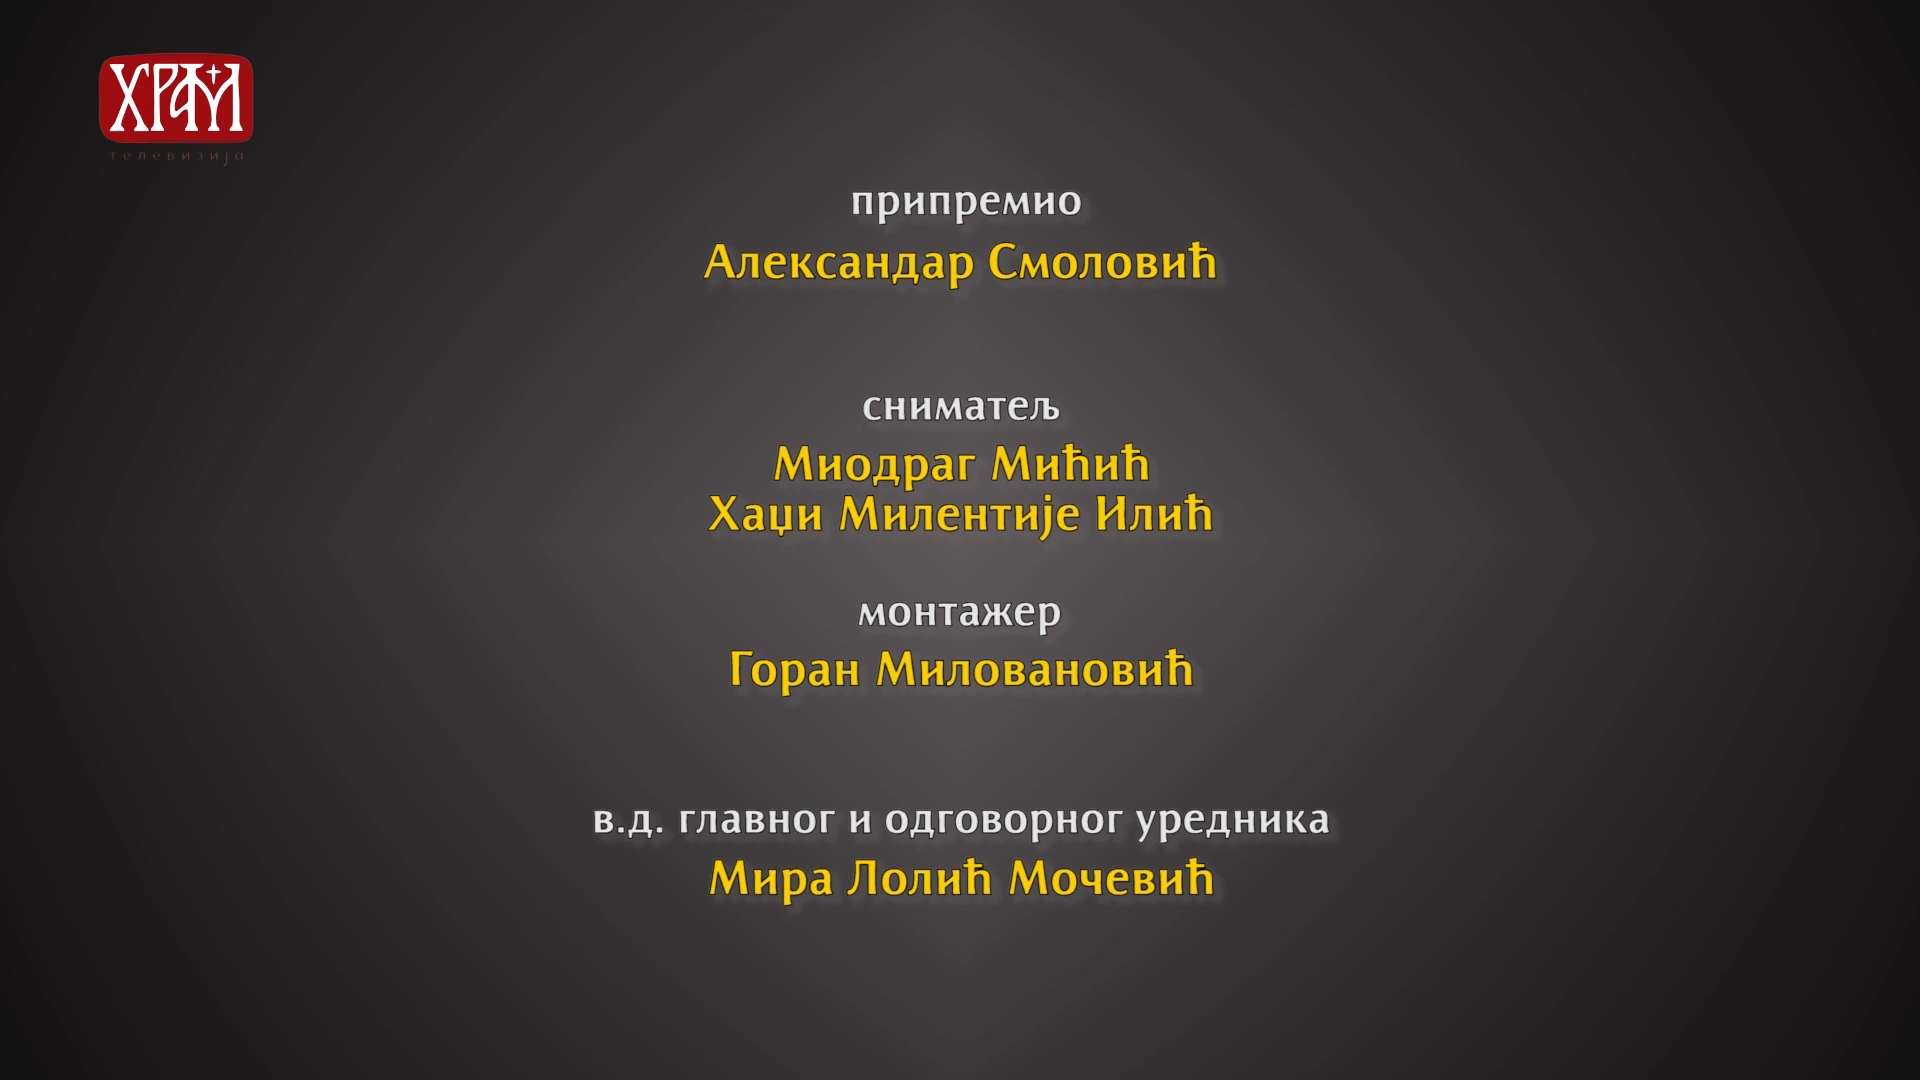 ХРАМ
телевизија
припремио
Александар Смоловић
сниматељ
Миодраг Мићић
Хаџи Милентије Илић
монтажер
Горан Миловановић
в.д. главног и одговорног уредника
Мира Лолић Мочевић